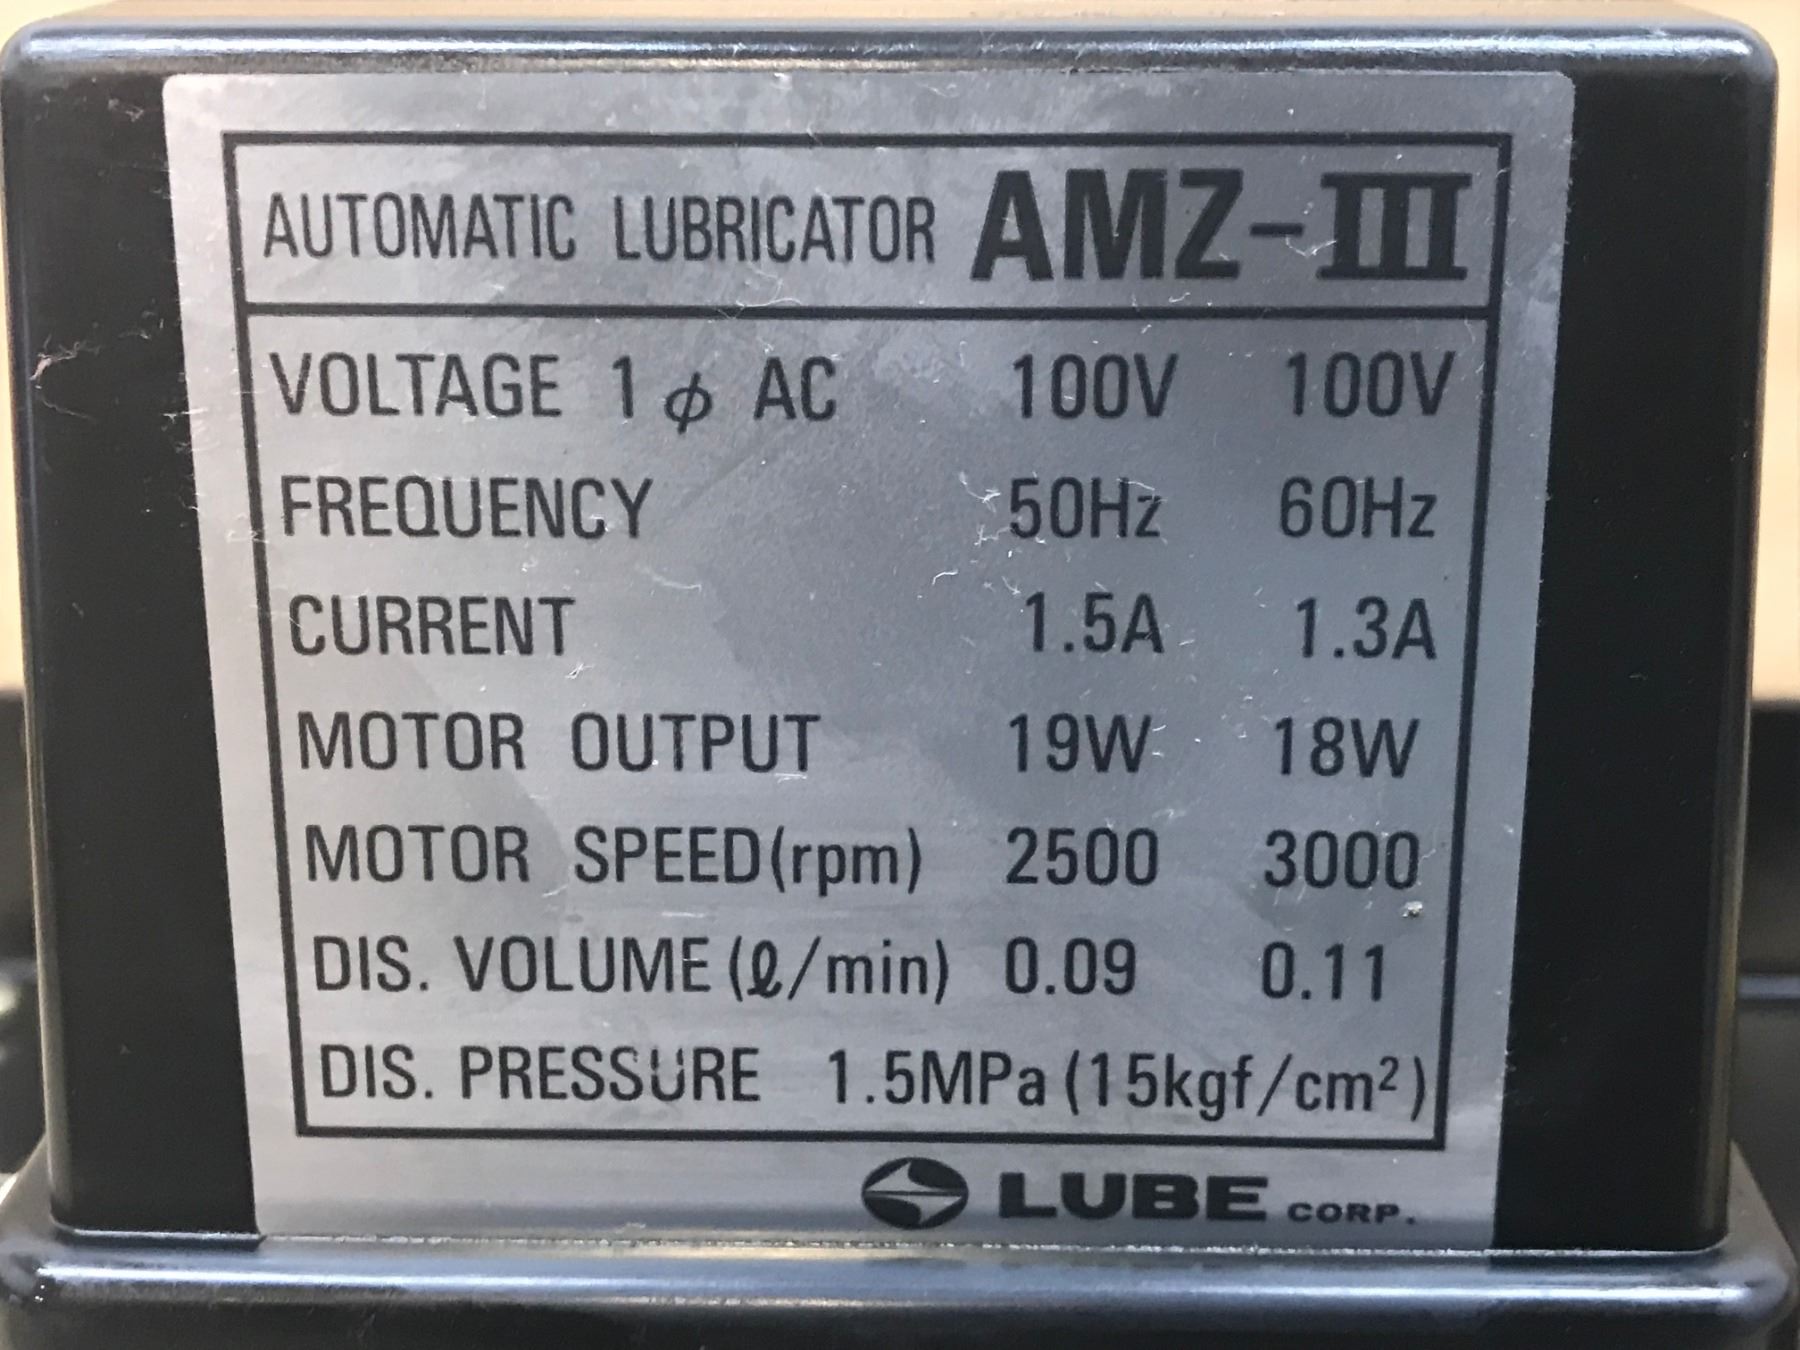 AUTOMATIC LUBRICATOR AMZ-III
VOLTAGE 1 ϕ AC 100V 100V
FREQUENCY 50Hz 60Hz
CURRENT 1.5A 1.3A
MOTOR OUTPUT 19W 18W
MOTOR SPEED(rpm) 2500 3000
DIS. VOLUME (ℓ/min) 0.09 0.11
DIS. PRESSURE 1.5MPa (15kgf/cm²)
LUBE CORP.